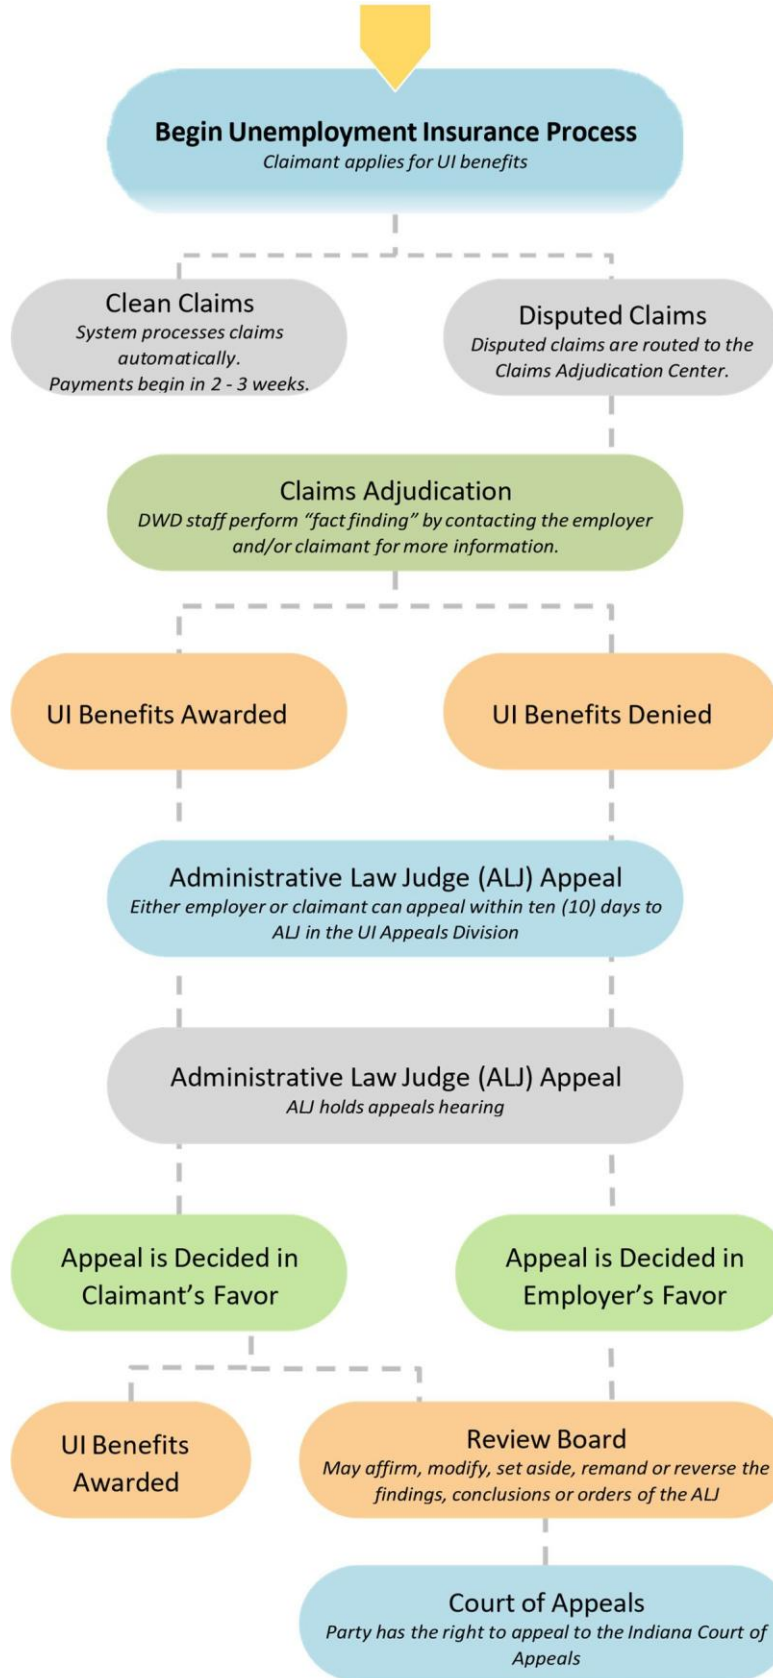 Begin Unemployment Insurance Process
Claimant applies for UI benefits
Clean Claims
System processes claims
automatically.
Payments begin in 2 - 3 weeks.
Disputed Claims
Disputed claims are routed to the
Claims Adjudication Center.
Claims Adjudication
DWD staff perform “fact finding” by contacting the employer
and/or claimant for more information.
UI Benefits Awarded
UI Benefits Denied
Administrative Law Judge (ALJ) Appeal
Either employer or claimant can appeal within ten (10) days to
ALJ in the UI Appeals Division
Administrative Law Judge (ALJ) Appeal
ALJ holds appeals hearing
Appeal is Decided in
Claimant’s Favor
Appeal is Decided in
Employer’s Favor
UI Benefits
Awarded
Review Board
May affirm, modify, set aside, remand or reverse the
findings, conclusions or orders of the ALJ
Court of Appeals
Party has the right to appeal to the Indiana Court of
Appeals